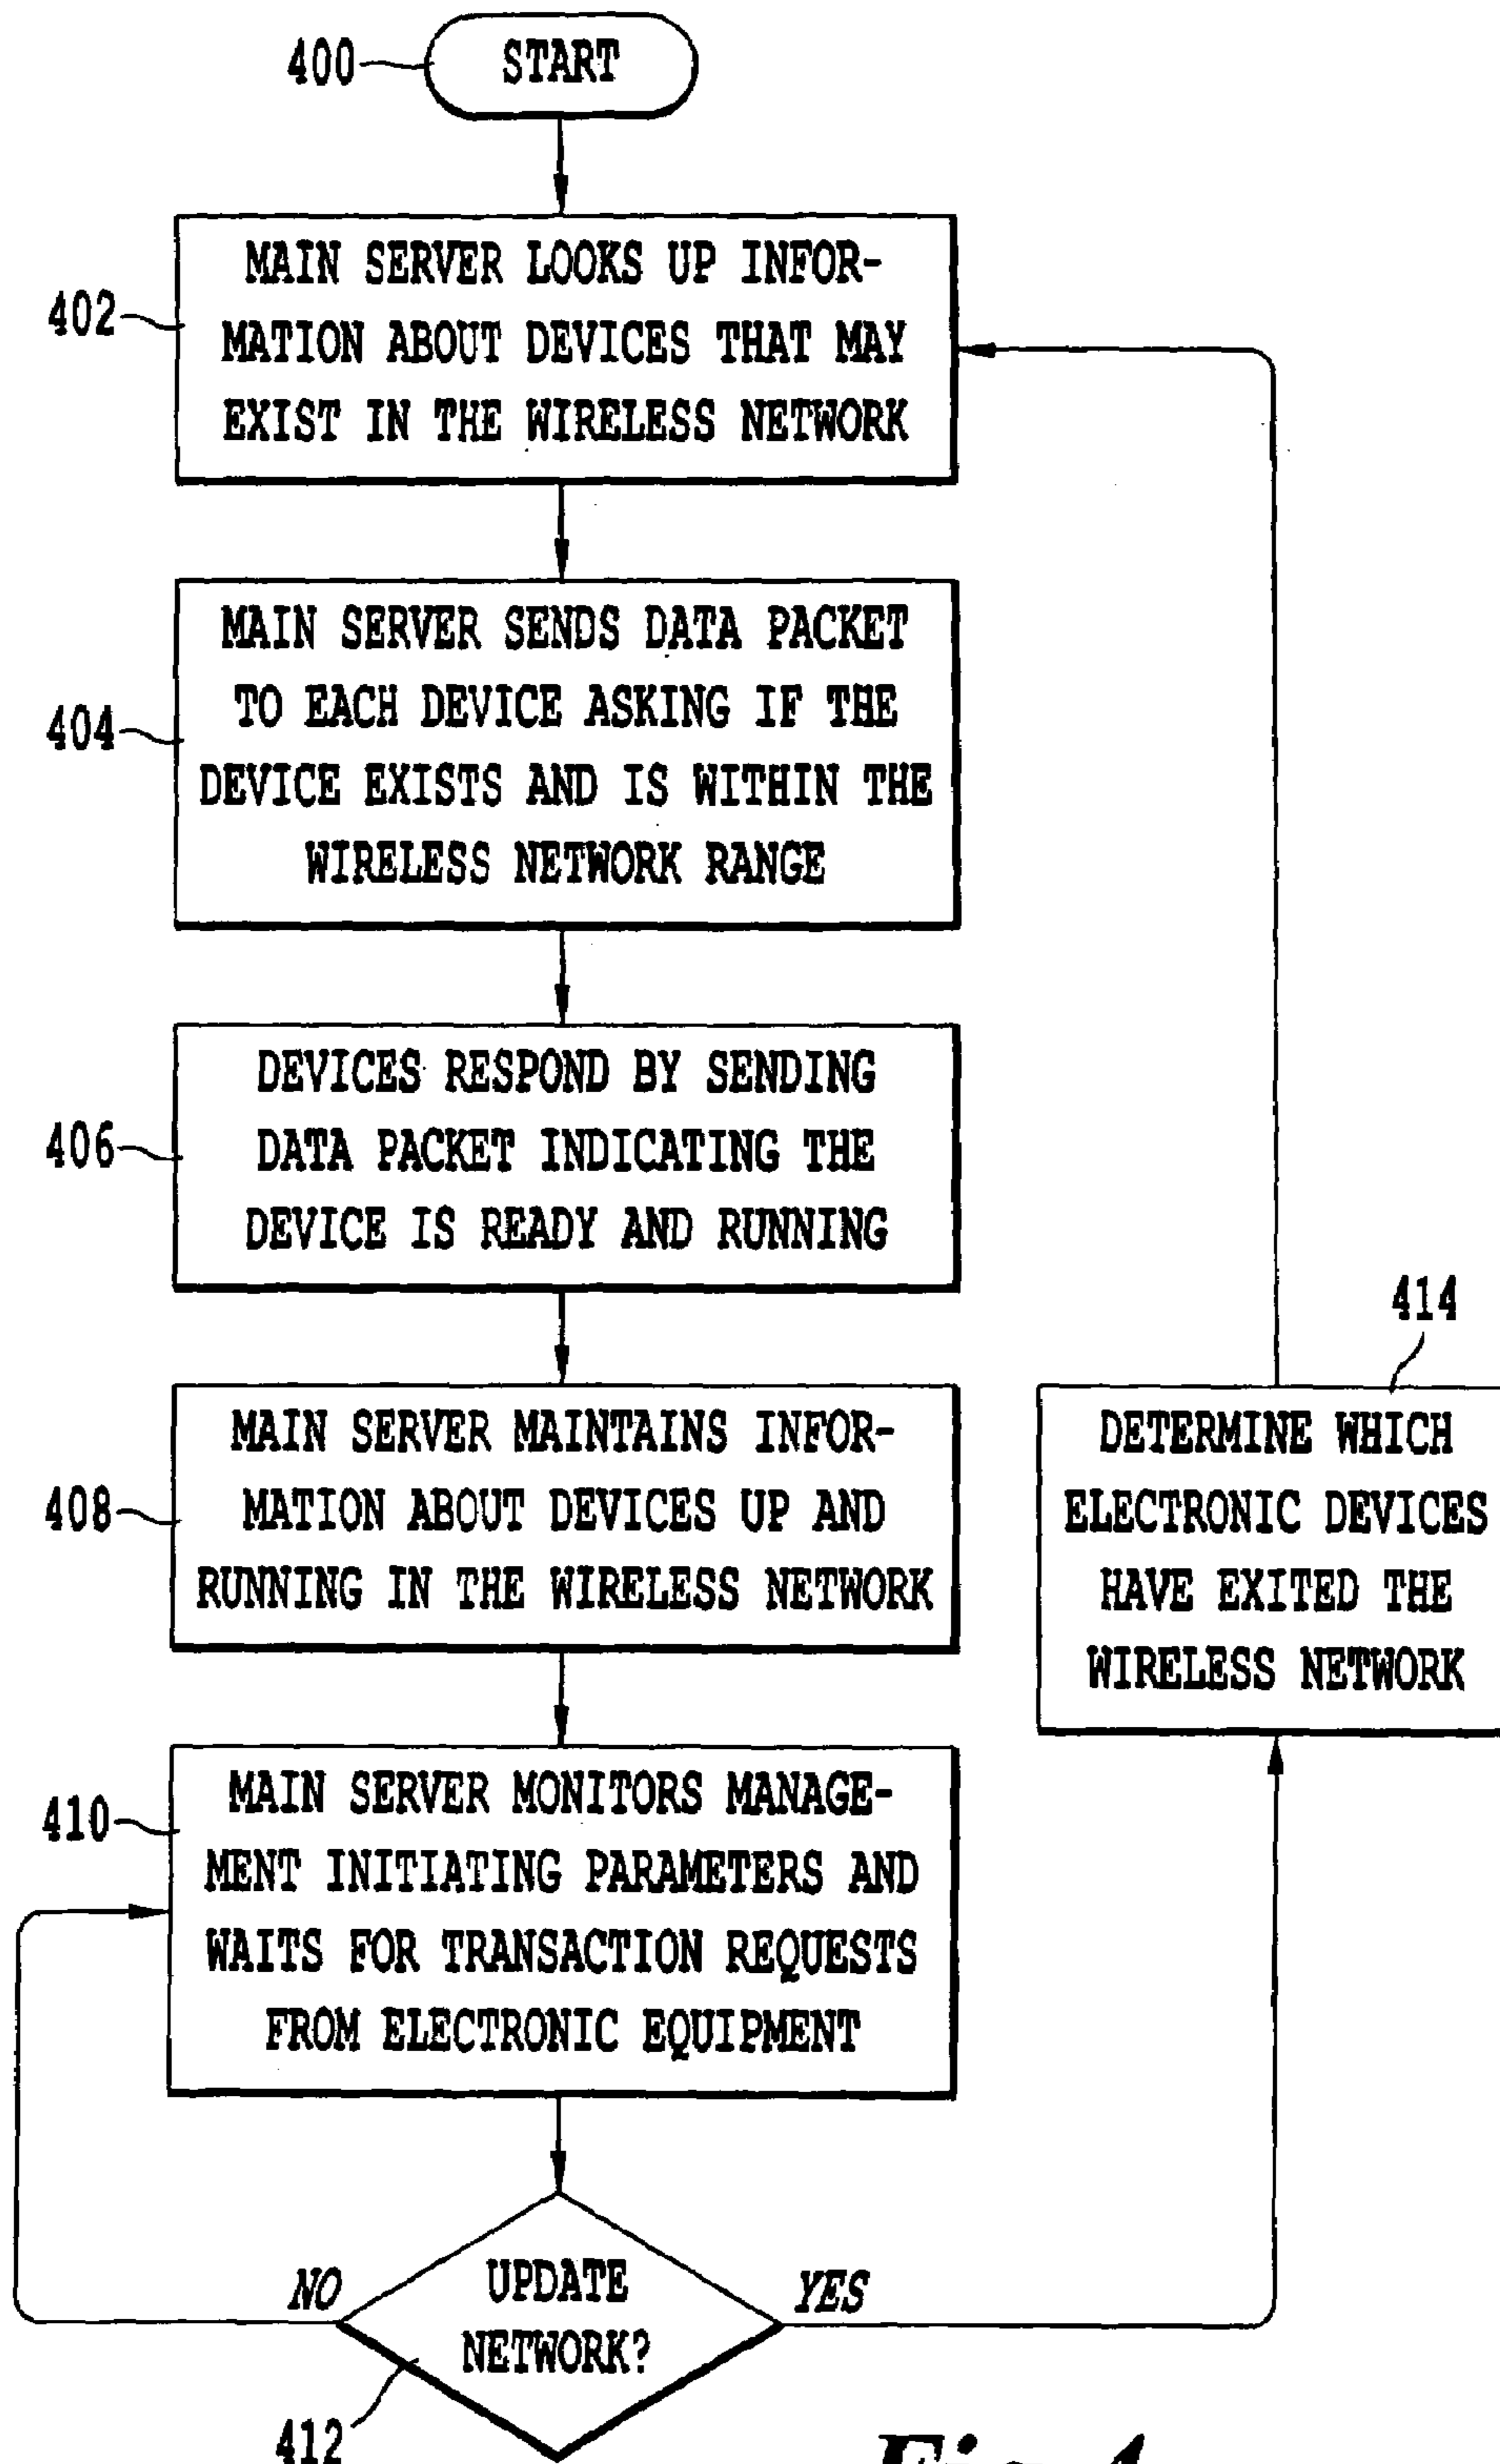 400
START
402
MAIN SERVER LOOKS UP INFOR-
MATION ABOUT DEVICES THAT MAY
EXIST IN THE WIRELESS NETWORK
404
MAIN SERVER SENDS DATA PACKET
TO EACH DEVICE ASKING IF THE
DEVICE EXISTS AND IS WITHIN THE
WIRELESS NETWORK RANGE
406
DEVICES RESPOND BY SENDING
DATA PACKET INDICATING THE
DEVICE IS READY AND RUNNING
408
MAIN SERVER MAINTAINS INFOR-
MATION ABOUT DEVICES UP AND
RUNNING IN THE WIRELESS NETWORK
414
DETERMINE WHICH
ELECTRONIC DEVICES
HAVE EXITED THE
WIRELESS NETWORK
410
MAIN SERVER MONITORS MANAGE-
MENT INITIATING PARAMETERS AND
WAITS FOR TRANSACTION REQUESTS
FROM ELECTRONIC EQUIPMENT
NO
UPDATE
NETWORK?
YES
412